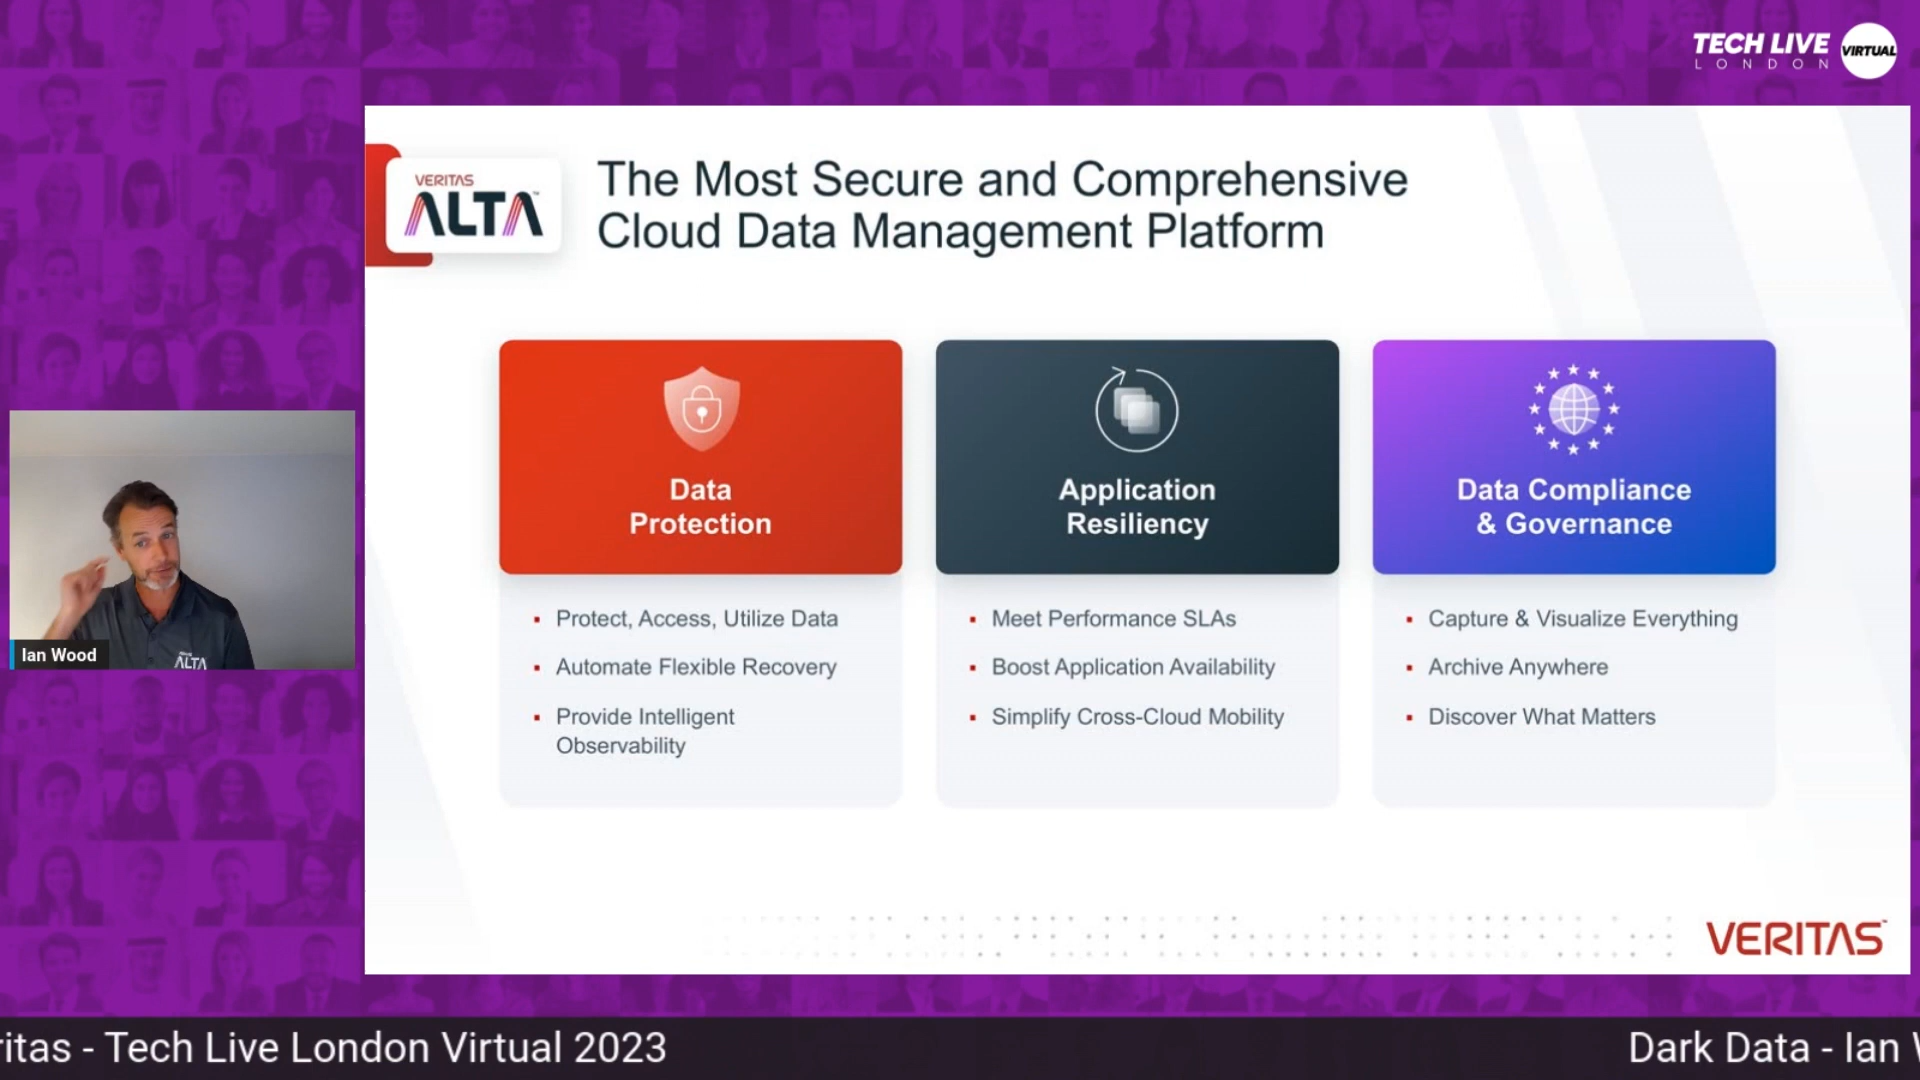 TECH LIVE
LONDON
VIRTUAL
VERITAS
ALTA
The Most Secure and Comprehensive
Cloud Data Management Platform
Data
Protection
▪ Protect, Access, Utilize Data
▪ Automate Flexible Recovery
▪ Provide Intelligent
Observability
Application
Resiliency
▪ Meet Performance SLAs
▪ Boost Application Availability
▪ Simplify Cross-Cloud Mobility
Data Compliance
& Governance
▪ Capture & Visualize Everything
▪ Archive Anywhere
▪ Discover What Matters
ALTA
Ian Wood
VERITAS
ritas - Tech Live London Virtual 2023
Dark Data - Ian